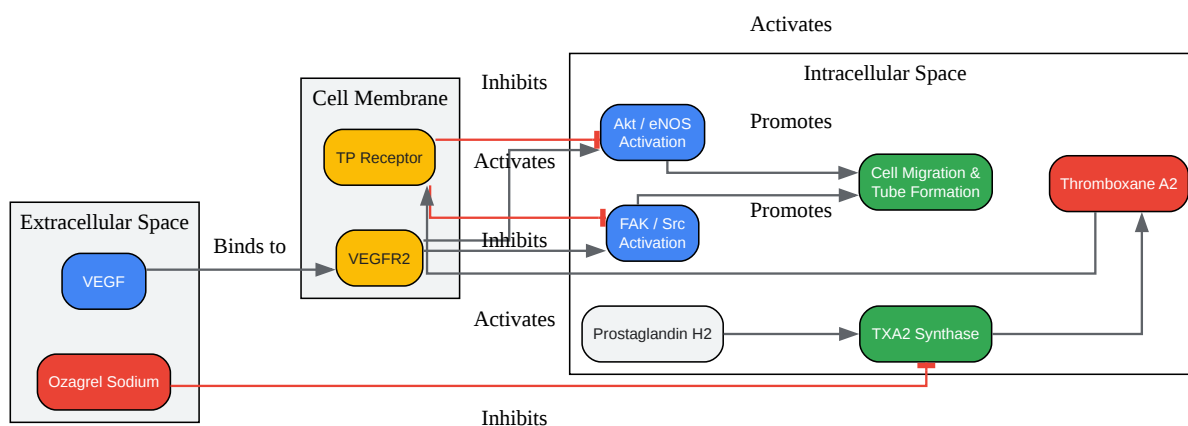 Activates
Intracellular Space
Inhibits
Cell Membrane
Akt / eNOS
Activation
Promotes
TP Receptor
Activates
Cell Migration &
Tube Formation
Thromboxane A2
Extracellular Space
Promotes
FAK / Src
Activation
Binds to
Inhibits
VEGFR2
VEGF
Activates
Prostaglandin H2
TXA2 Synthase
Ozagrel Sodium
Inhibits